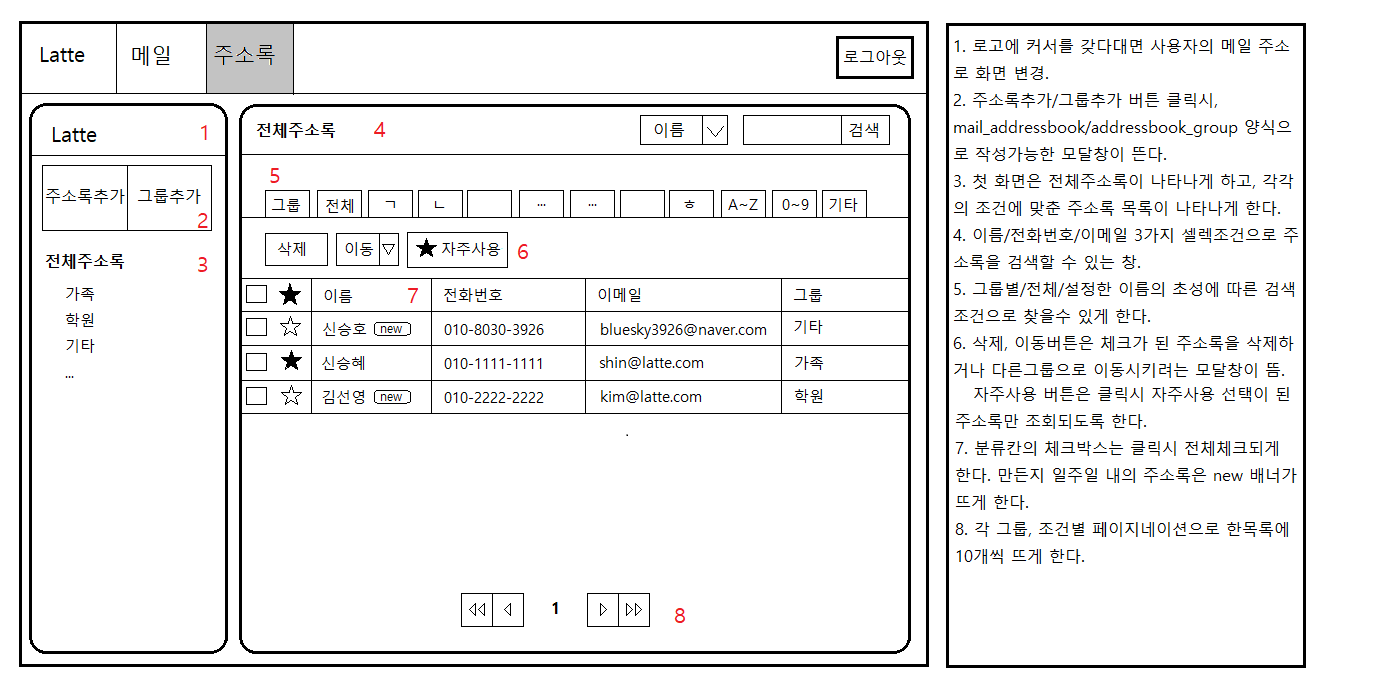 Latte 메일 주소록 로그아웃
Latte 1
주소록추가 그룹추가
2
전체주소록 3
가족
학원
기타
...
전체주소록 4 이름 검색
5
그룹 전체 ㄱ ㄴ ... ... ㅎ A~Z 0~9 기타
삭제 이동 ★ 자주사용 6
★ 이름 7 전화번호 이메일 그룹
☆ 신승호 new 010-8030-3926 bluesky3926@naver.com 기타
★ 신승혜 010-1111-1111 shin@latte.com 가족
☆ 김선영 new 010-2222-2222 kim@latte.com 학원
.
1 8
1. 로고에 커서를 갖다대면 사용자의 메일 주소
로 화면 변경.
2. 주소록추가/그룹추가 버튼 클릭시,
mail_addressbook/addressbook_group 양식으
로 작성가능한 모달창이 뜬다.
3. 첫 화면은 전체주소록이 나타나게 하고, 각각
의 조건에 맞춘 주소록 목록이 나타나게 한다.
4. 이름/전화번호/이메일 3가지 셀렉조건으로 주
소록을 검색할 수 있는 창.
5. 그룹별/전체/설정한 이름의 초성에 따른 검색
조건으로 찾을수 있게 한다.
6. 삭제, 이동버튼은 체크가 된 주소록을 삭제하
거나 다른그룹으로 이동시키려는 모달창이 뜸.
자주사용 버튼은 클릭시 자주사용 선택이 된
주소록만 조회되도록 한다.
7. 분류칸의 체크박스는 클릭시 전체체크되게
한다. 만든지 일주일 내의 주소록은 new 배너가
뜨게 한다.
8. 각 그룹, 조건별 페이지네이션으로 한목록에
10개씩 뜨게 한다.